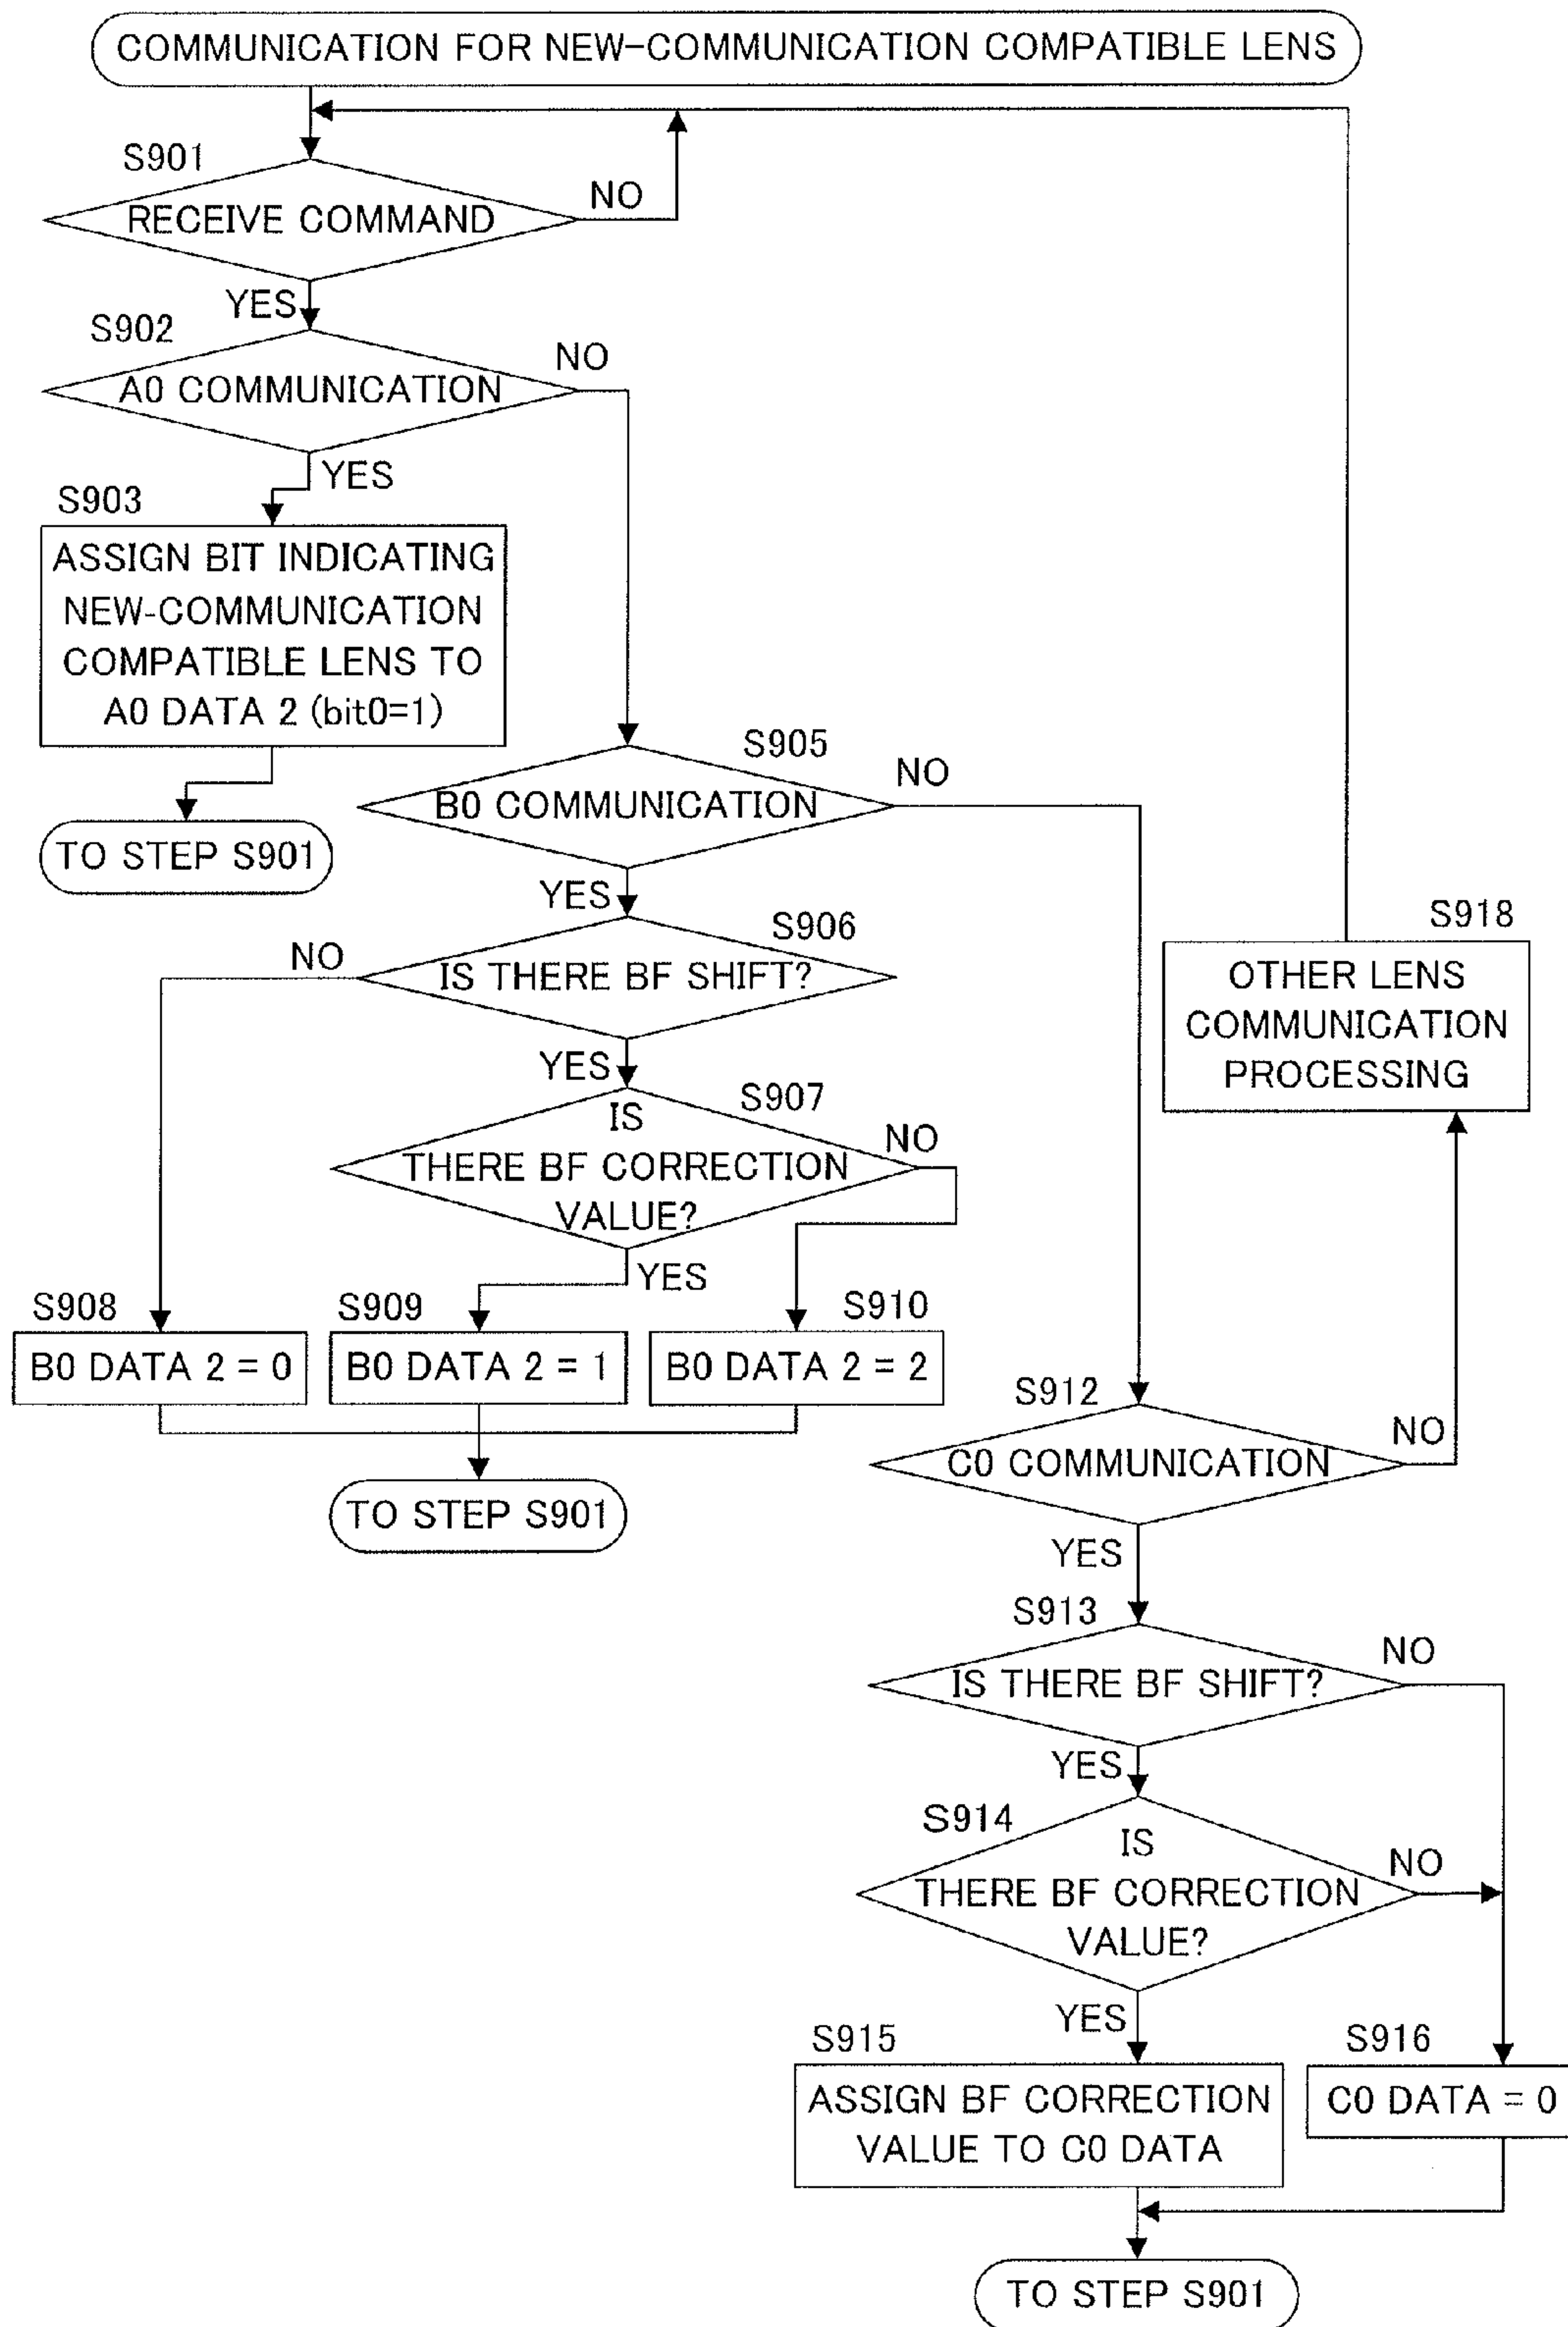 COMMUNICATION FOR NEW-COMMUNICATION COMPATIBLE LENS
S901
RECEIVE COMMAND
NO
YES
S902
A0 COMMUNICATION
NO
YES
S903
ASSIGN BIT INDICATING
NEW-COMMUNICATION
COMPATIBLE LENS TO
A0 DATA 2 (bit0=1)
TO STEP S901
S905
B0 COMMUNICATION
NO
YES
S906
IS THERE BF SHIFT?
NO
YES
S907
IS
THERE BF CORRECTION
VALUE?
NO
YES
S908
B0 DATA 2 = 0
S909
B0 DATA 2 = 1
S910
B0 DATA 2 = 2
TO STEP S901
S918
OTHER LENS
COMMUNICATION
PROCESSING
S912
C0 COMMUNICATION
NO
YES
S913
IS THERE BF SHIFT?
NO
YES
S914
IS
THERE BF CORRECTION
VALUE?
NO
YES
S915
ASSIGN BF CORRECTION
VALUE TO C0 DATA
S916
C0 DATA = 0
TO STEP S901